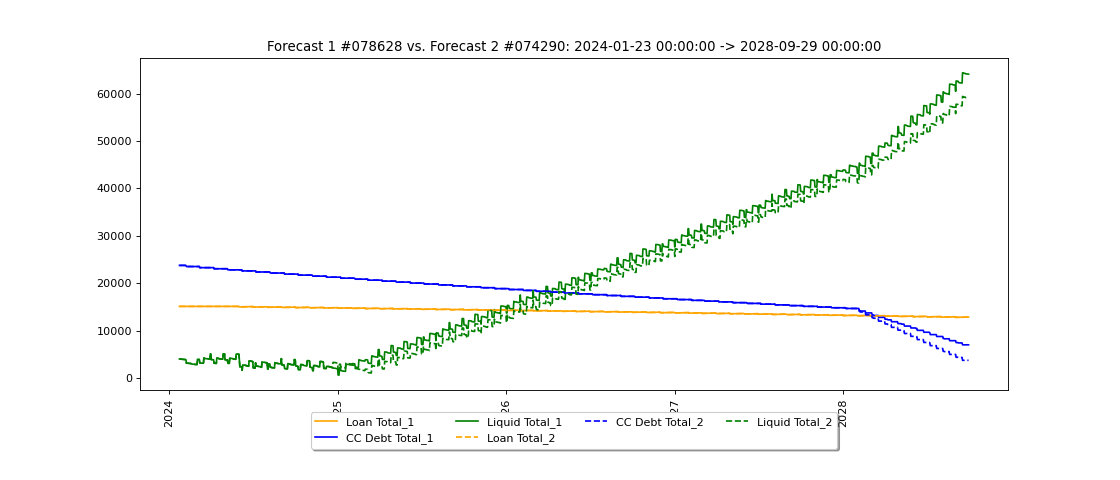 Forecast 1 #078628 vs. Forecast 2 #074290: 2024-01-23 00:00:00 -> 2028-09-29 00:00:00
60000
50000
40000
30000
20000
10000
0
2024
25
26
27
2028
Loan Total_1
Liquid Total_1
CC Debt Total_2
Liquid Total_2
CC Debt Total_1
Loan Total_2